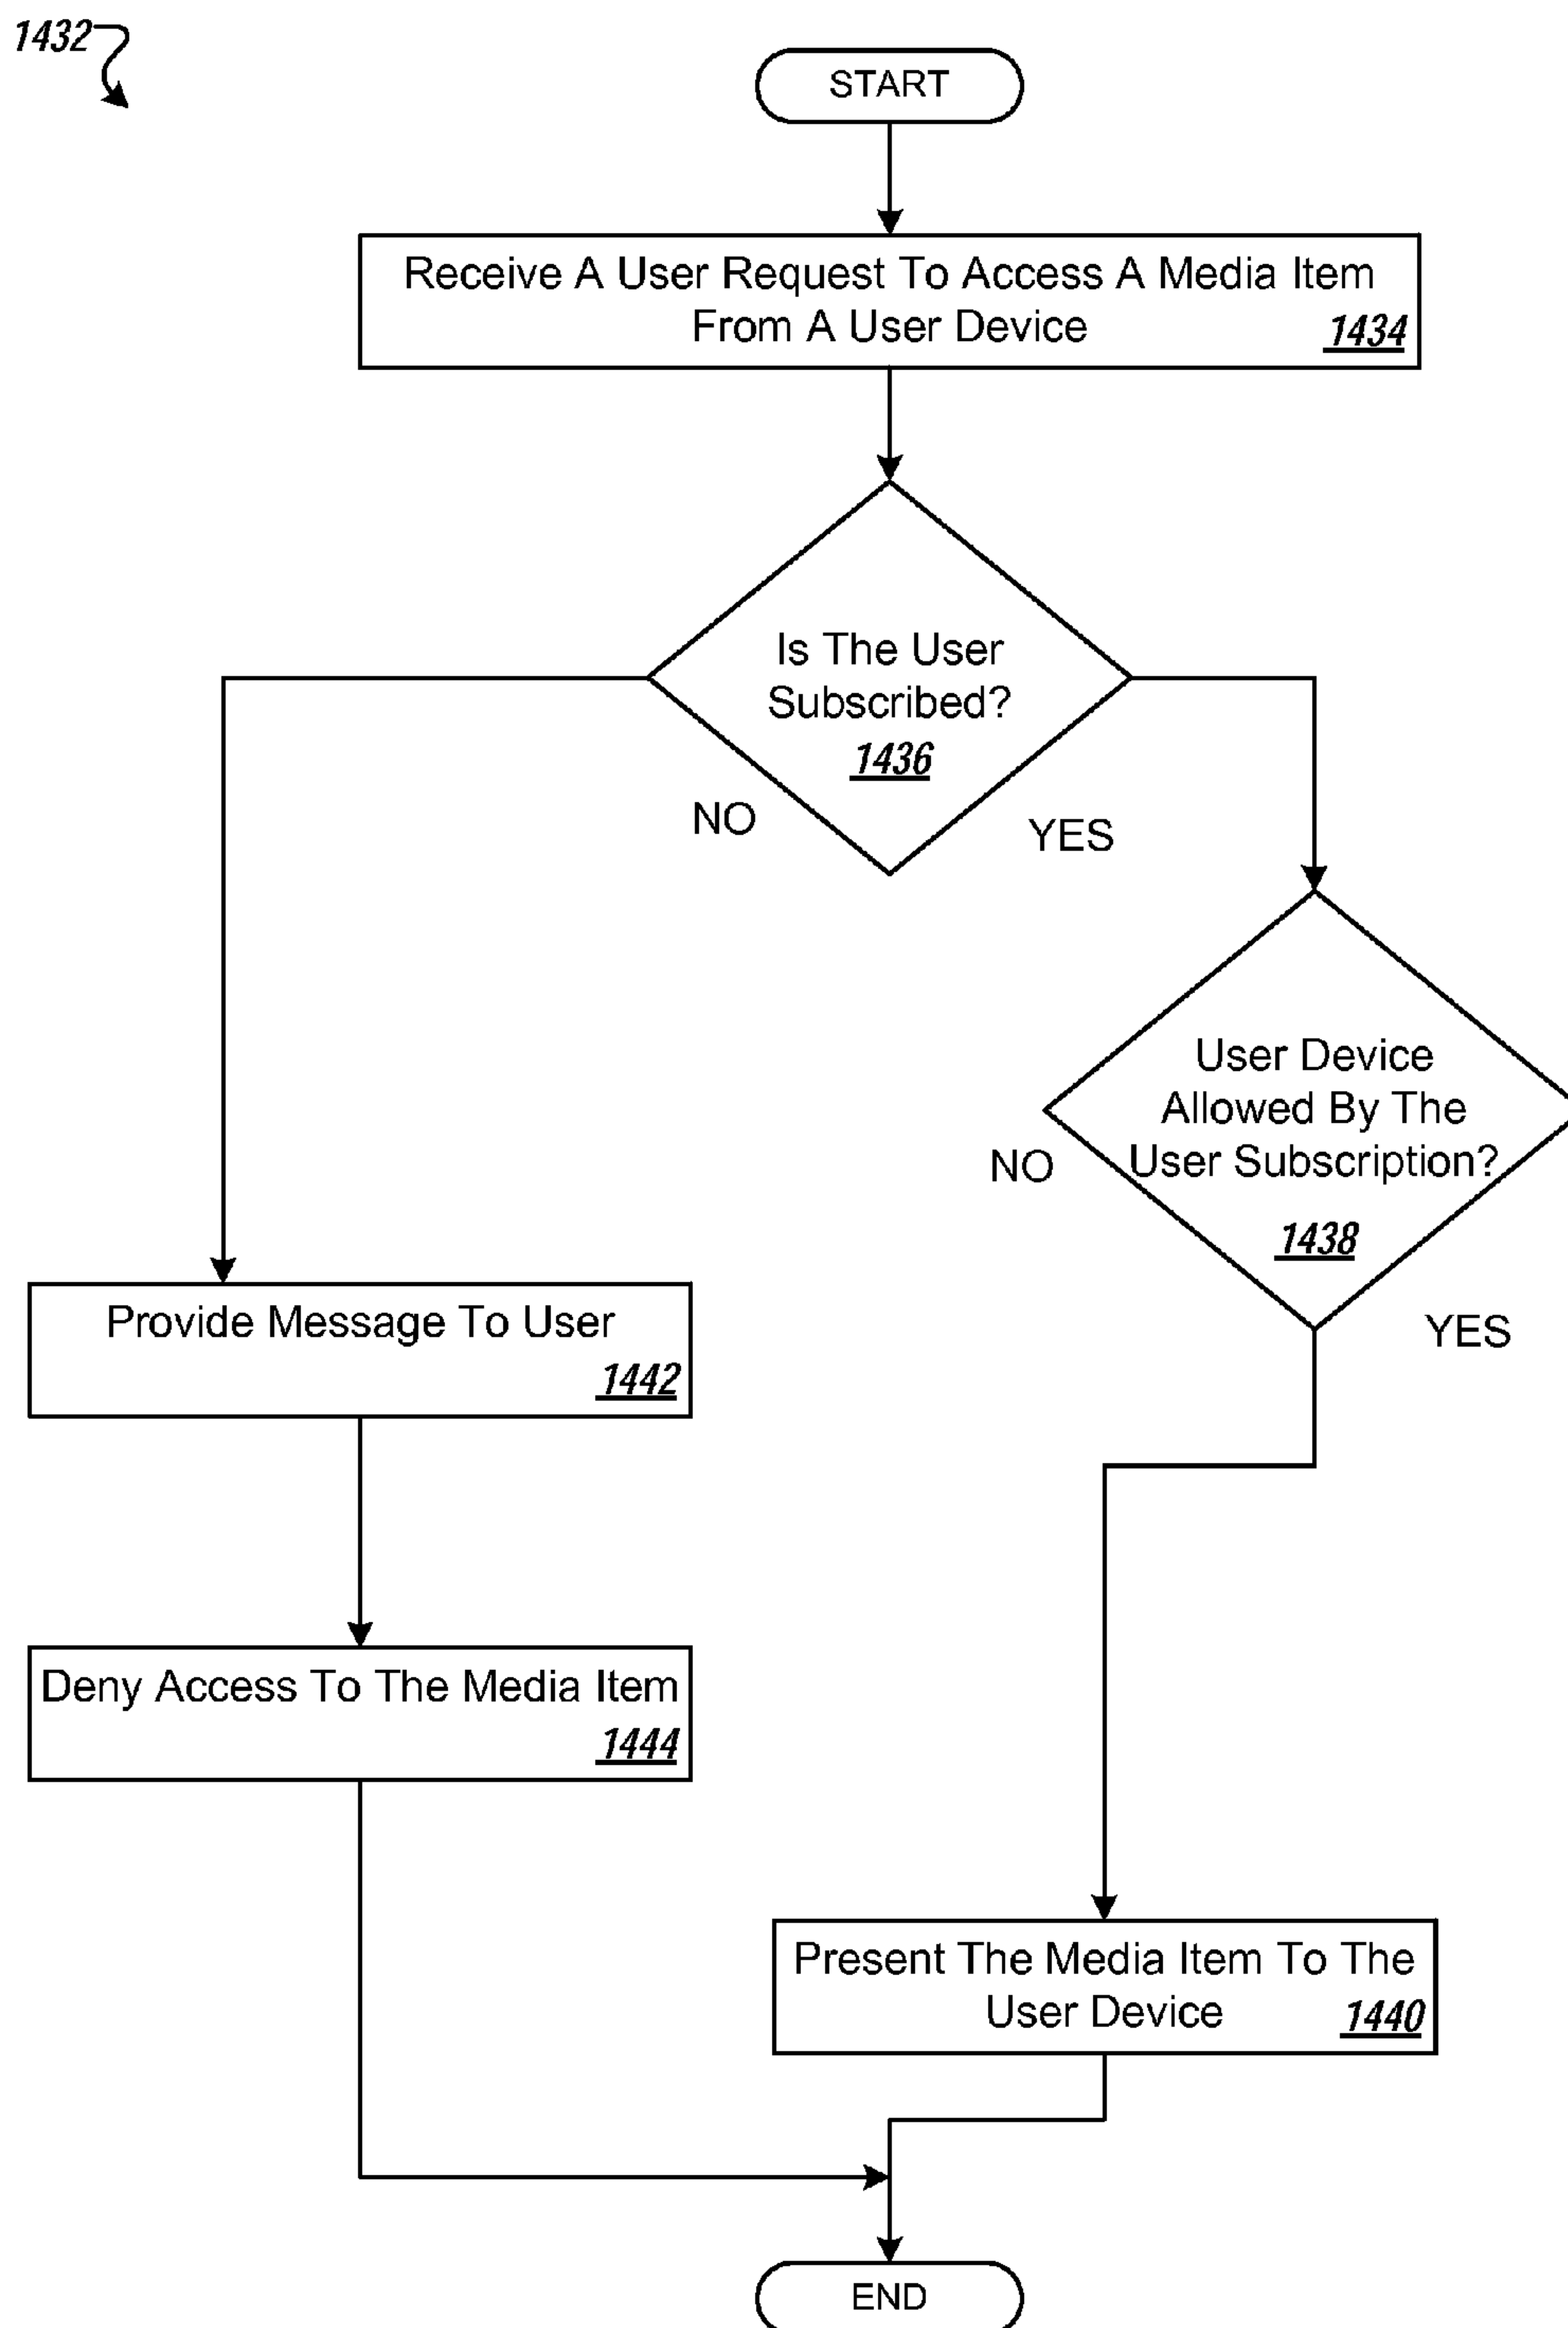 1432
START
Receive A User Request To Access A Media Item
From A User Device
1434
Is The User
Subscribed?
1436
NO
YES
User Device
Allowed By The
User Subscription?
NO
1438
YES
Provide Message To User
1442
Deny Access To The Media Item
1444
Present The Media Item To The
User Device
1440
END